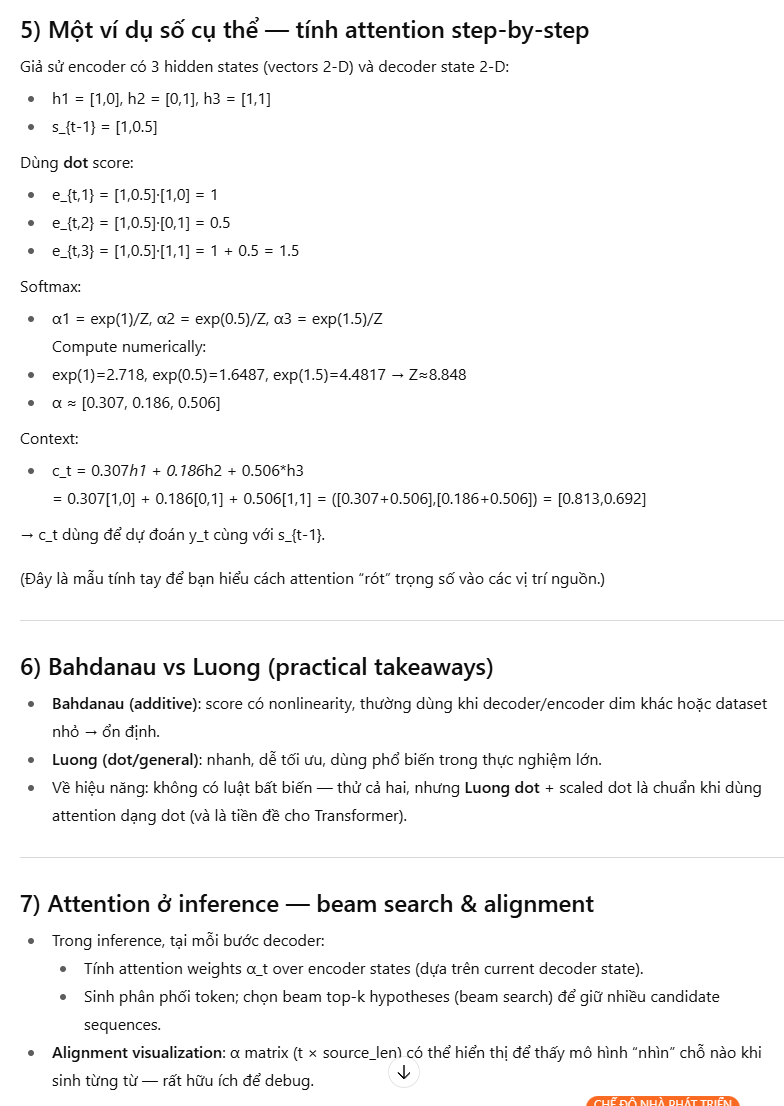 5) Một ví dụ số cụ thể — tính attention step-by-step
Giả sử encoder có 3 hidden states (vectors 2-D) và decoder state 2-D:
• h1 = [1,0], h2 = [0,1], h3 = [1,1]
• s_{t-1} = [1,0.5]
Dùng dot score:
• e_{t,1} = [1,0.5]·[1,0] = 1
• e_{t,2} = [1,0.5]·[0,1] = 0.5
• e_{t,3} = [1,0.5]·[1,1] = 1 + 0.5 = 1.5
Softmax:
• α1 = exp(1)/Z, α2 = exp(0.5)/Z, α3 = exp(1.5)/Z
Compute numerically:
• exp(1)=2.718, exp(0.5)=1.6487, exp(1.5)=4.4817 → Z≈8.848
• α ≈ [0.307, 0.186, 0.506]
Context:
• c_t = 0.307h1 + 0.186h2 + 0.506*h3
= 0.307[1,0] + 0.186[0,1] + 0.506[1,1] = ([0.307+0.506],[0.186+0.506]) = [0.813,0.692]
→ c_t dùng để dự đoán y_t cùng với s_{t-1}.
(Đây là mẫu tính tay để bạn hiểu cách attention “rót” trọng số vào các vị trí nguồn.)
6) Bahdanau vs Luong (practical takeaways)
• Bahdanau (additive): score có nonlinearity, thường dùng khi decoder/encoder dim khác hoặc dataset
nhỏ → ổn định.
• Luong (dot/general): nhanh, dễ tối ưu, dùng phổ biến trong thực nghiệm lớn.
• Về hiệu năng: không có luật bất biến — thử cả hai, nhưng Luong dot + scaled dot là chuẩn khi dùng
attention dạng dot (và là tiền đề cho Transformer).
7) Attention ở inference — beam search & alignment
• Trong inference, tại mỗi bước decoder:
• Tính attention weights α_t over encoder states (dựa trên current decoder state).
• Sinh phân phối token; chọn beam top-k hypotheses (beam search) để giữ nhiều candidate
sequences.
• Alignment visualization: α matrix (t × source_len) có thể hiển thị để thấy mô hình “nhìn” chỗ nào khi
sinh từng từ — rất hữu ích để debug.
CHẾ ĐỘ NHÀ PHÁT TRIỂN